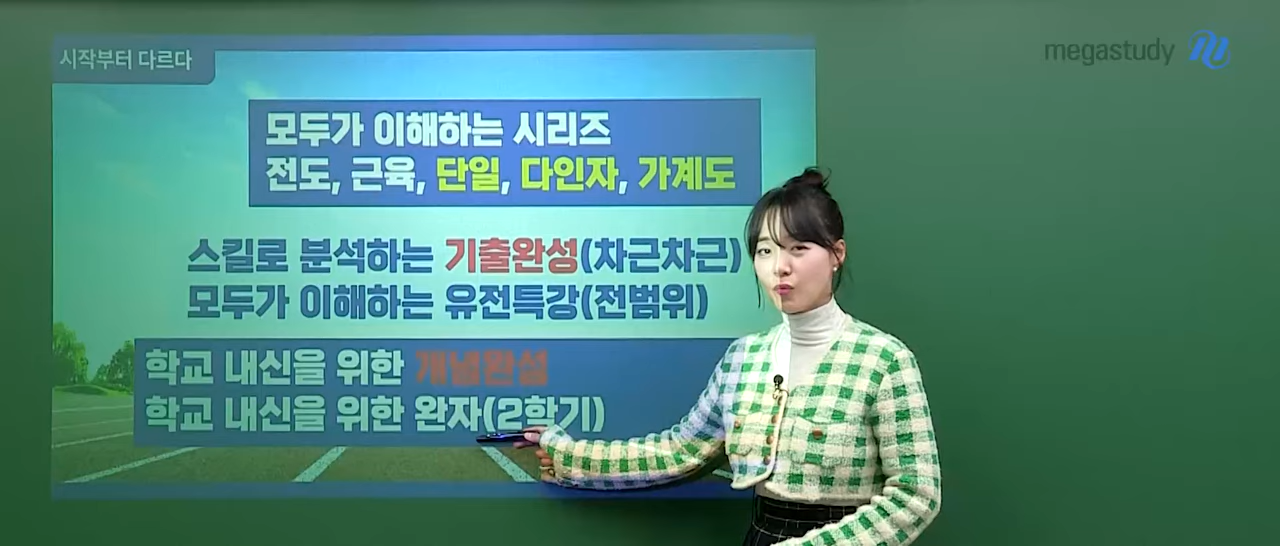 시작부터 다르다
megastudy
모두가 이해하는 시리즈
전도, 근육, 단일, 다인자, 가계도
스킬로 분석하는 기출완성(차근차근)
모두가 이해하는 유전특강(전범위)
학교 내신을 위한 개념완성
학교 내신을 위한 완자(2학기)